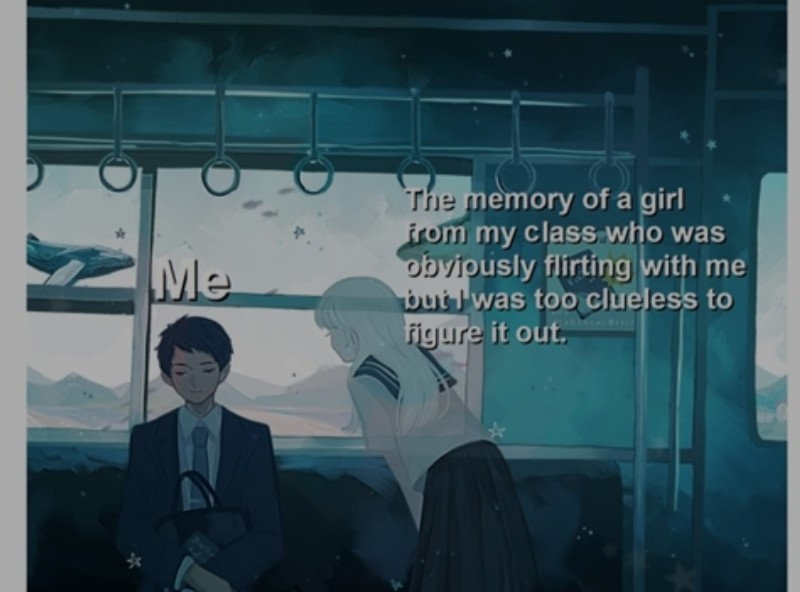 Me
The memory of a girl
from my class who was
obviously flirting with me
but I was too clueless to
figure it out.